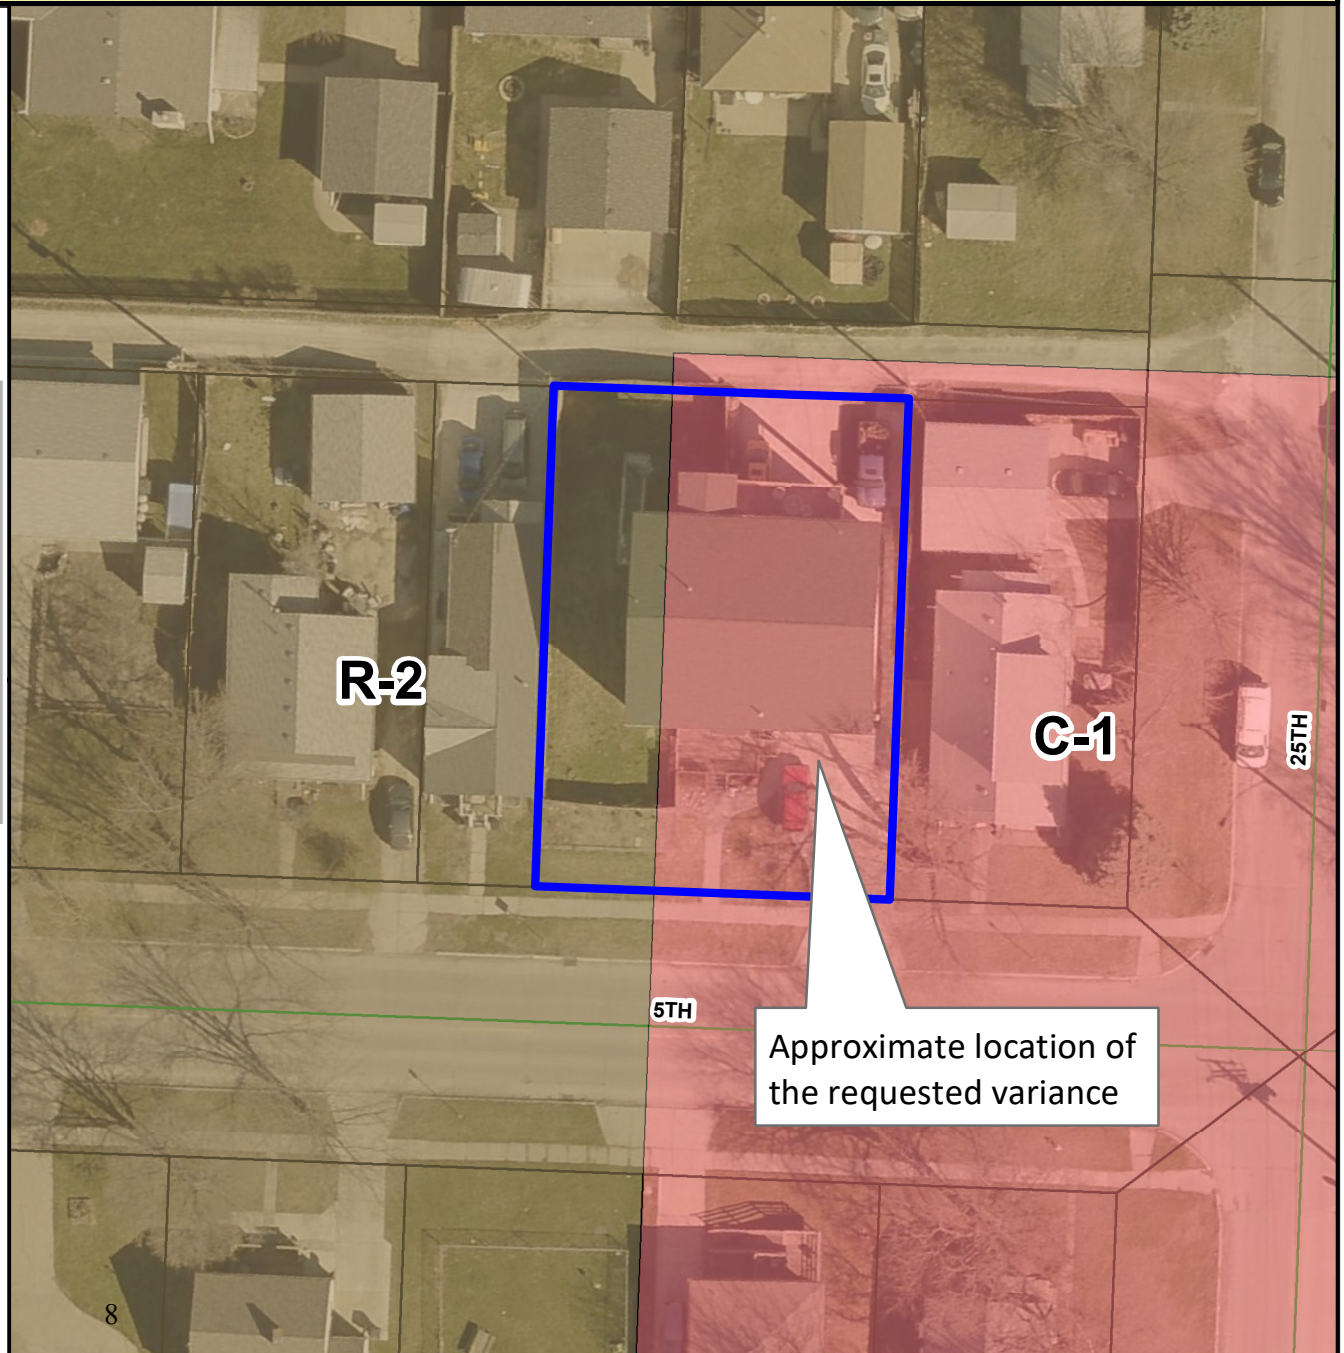 R-2
C-1
25TH
5TH
Approximate location of
the requested variance
8